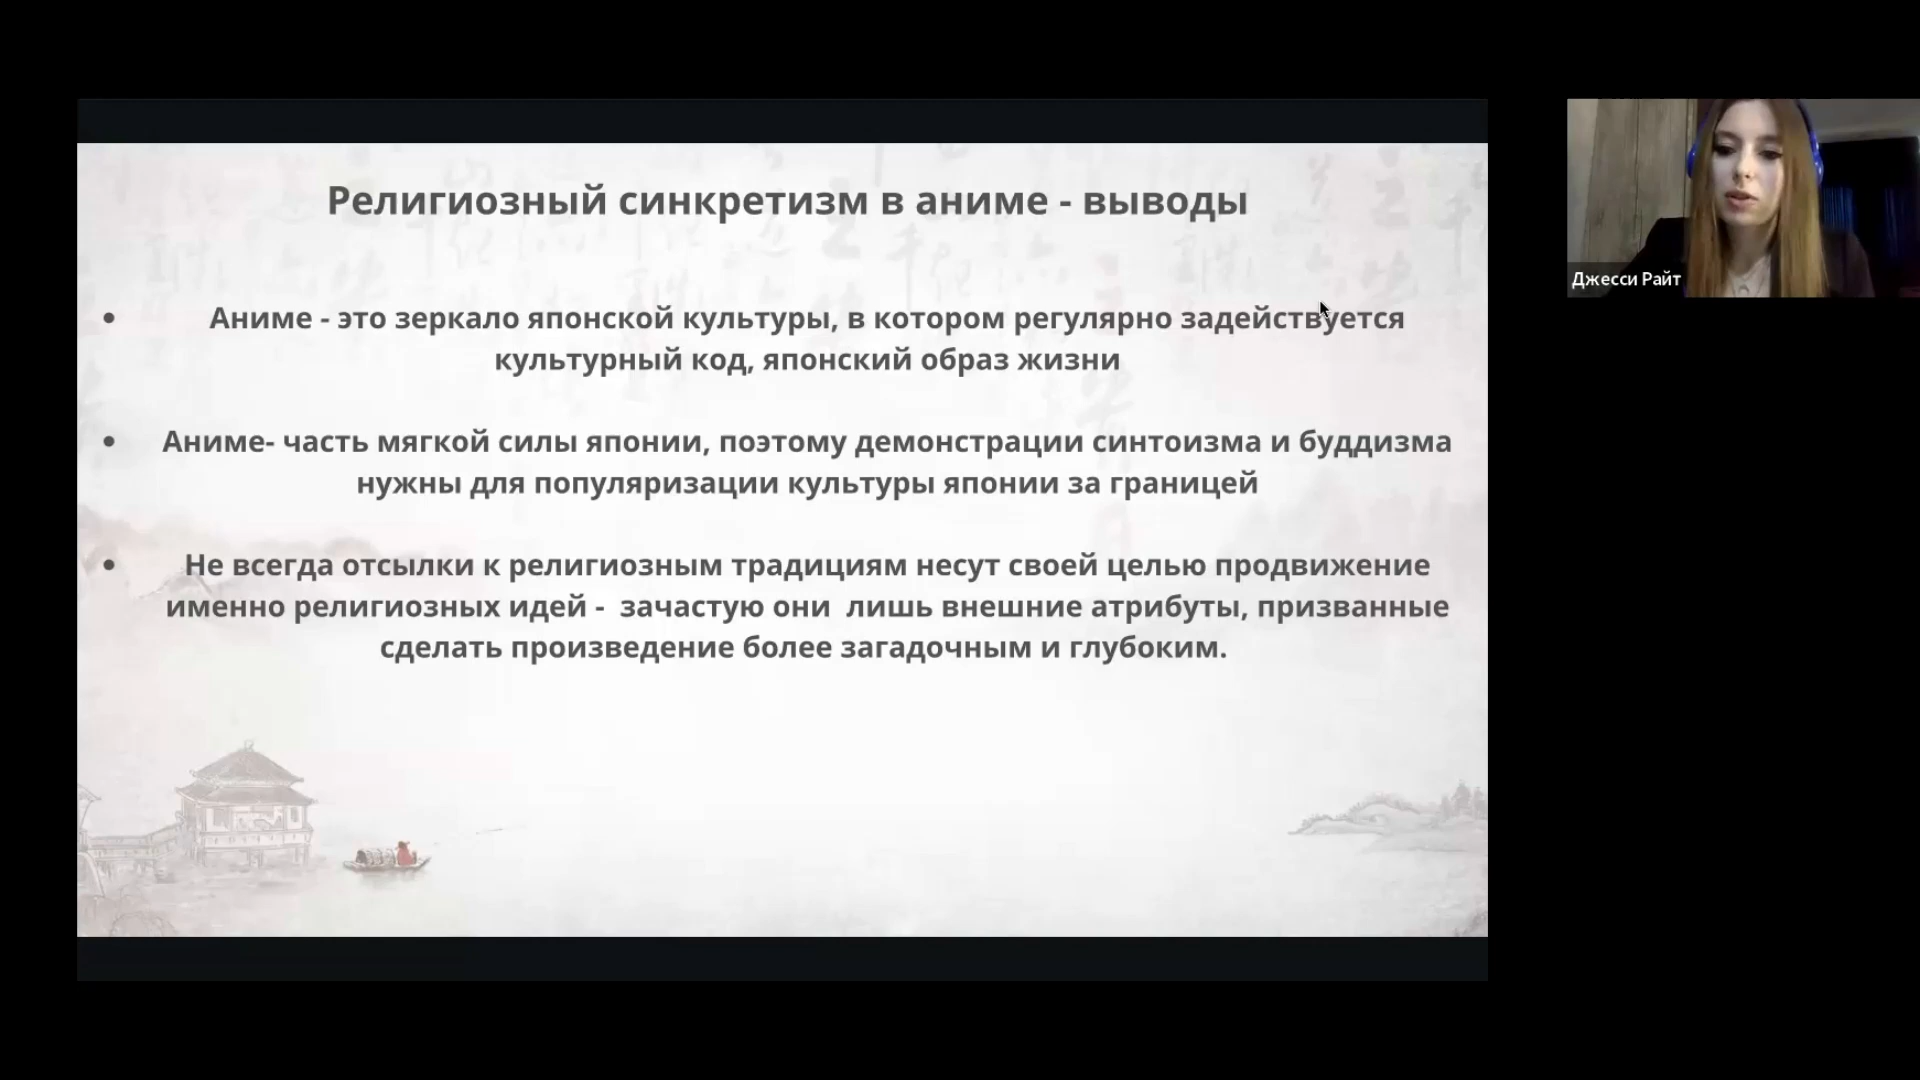 Религиозный синкретизм в аниме - выводы
• Аниме - это зеркало японской культуры, в котором регулярно задействуется
культурный код, японский образ жизни
• Аниме- часть мягкой силы японии, поэтому демонстрации синтоизма и буддизма
нужны для популяризации культуры японии за границей
• Не всегда отсылки к религиозным традициям несут своей целью продвижение
именно религиозных идей -  зачастую они  лишь внешние атрибуты, призванные
сделать произведение более загадочным и глубоким.
Джесси Райт